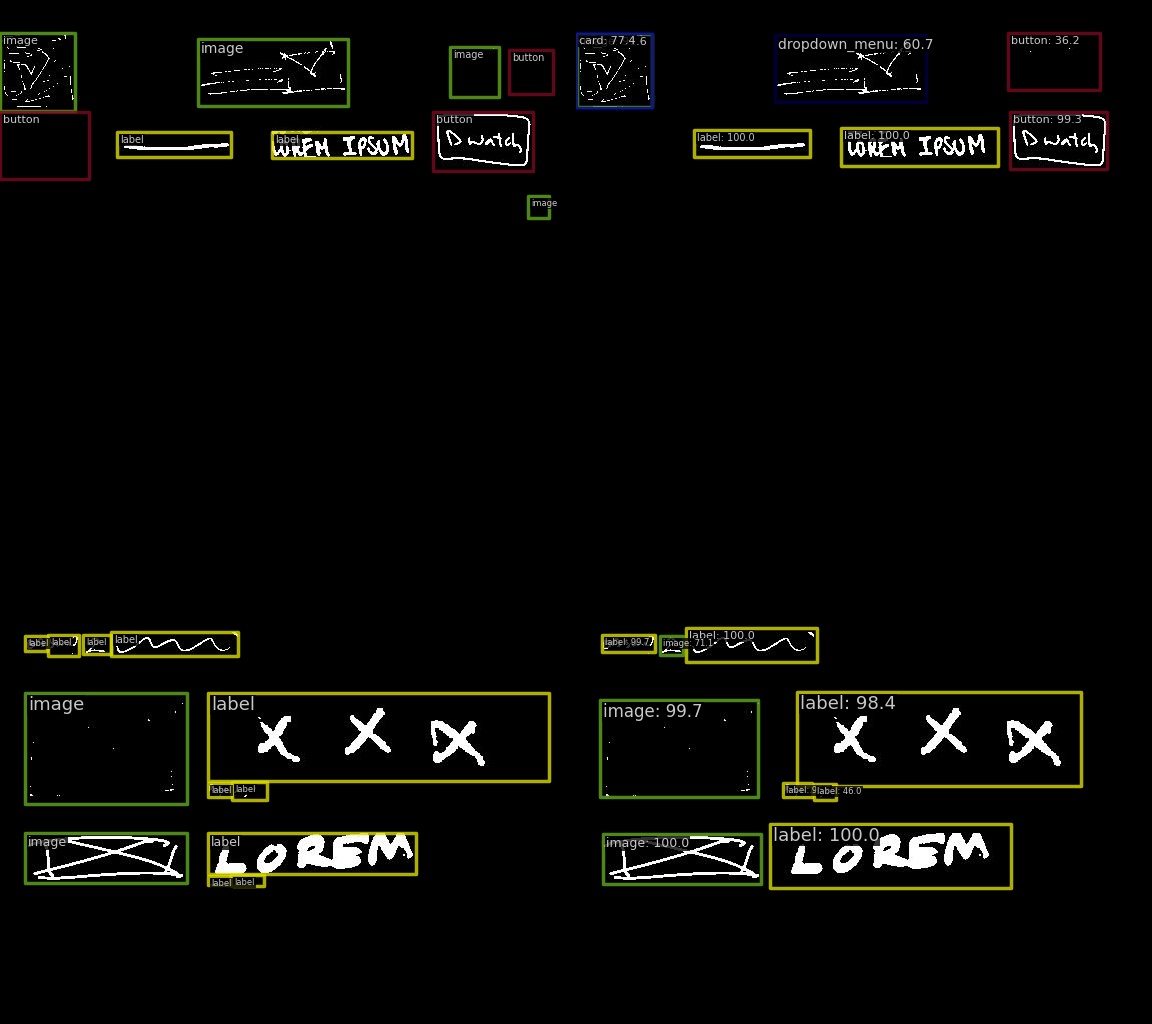 image image image button card: 77.4.6 dropdown_menu: 60.7 button: 36.2
button label label LOREM IPSUM button D watch label: 100.0 label: 100.0 LOREM IPSUM button: 99.3 D watch
image
label label label label label: 99.7 image: 71.1 label: 100.0
image label X X X image: 99.7 label: 98.4 X X X
label label label: 9 label: 46.0
image label LOREM image: 100.0 label: 100.0 LOREM
label label